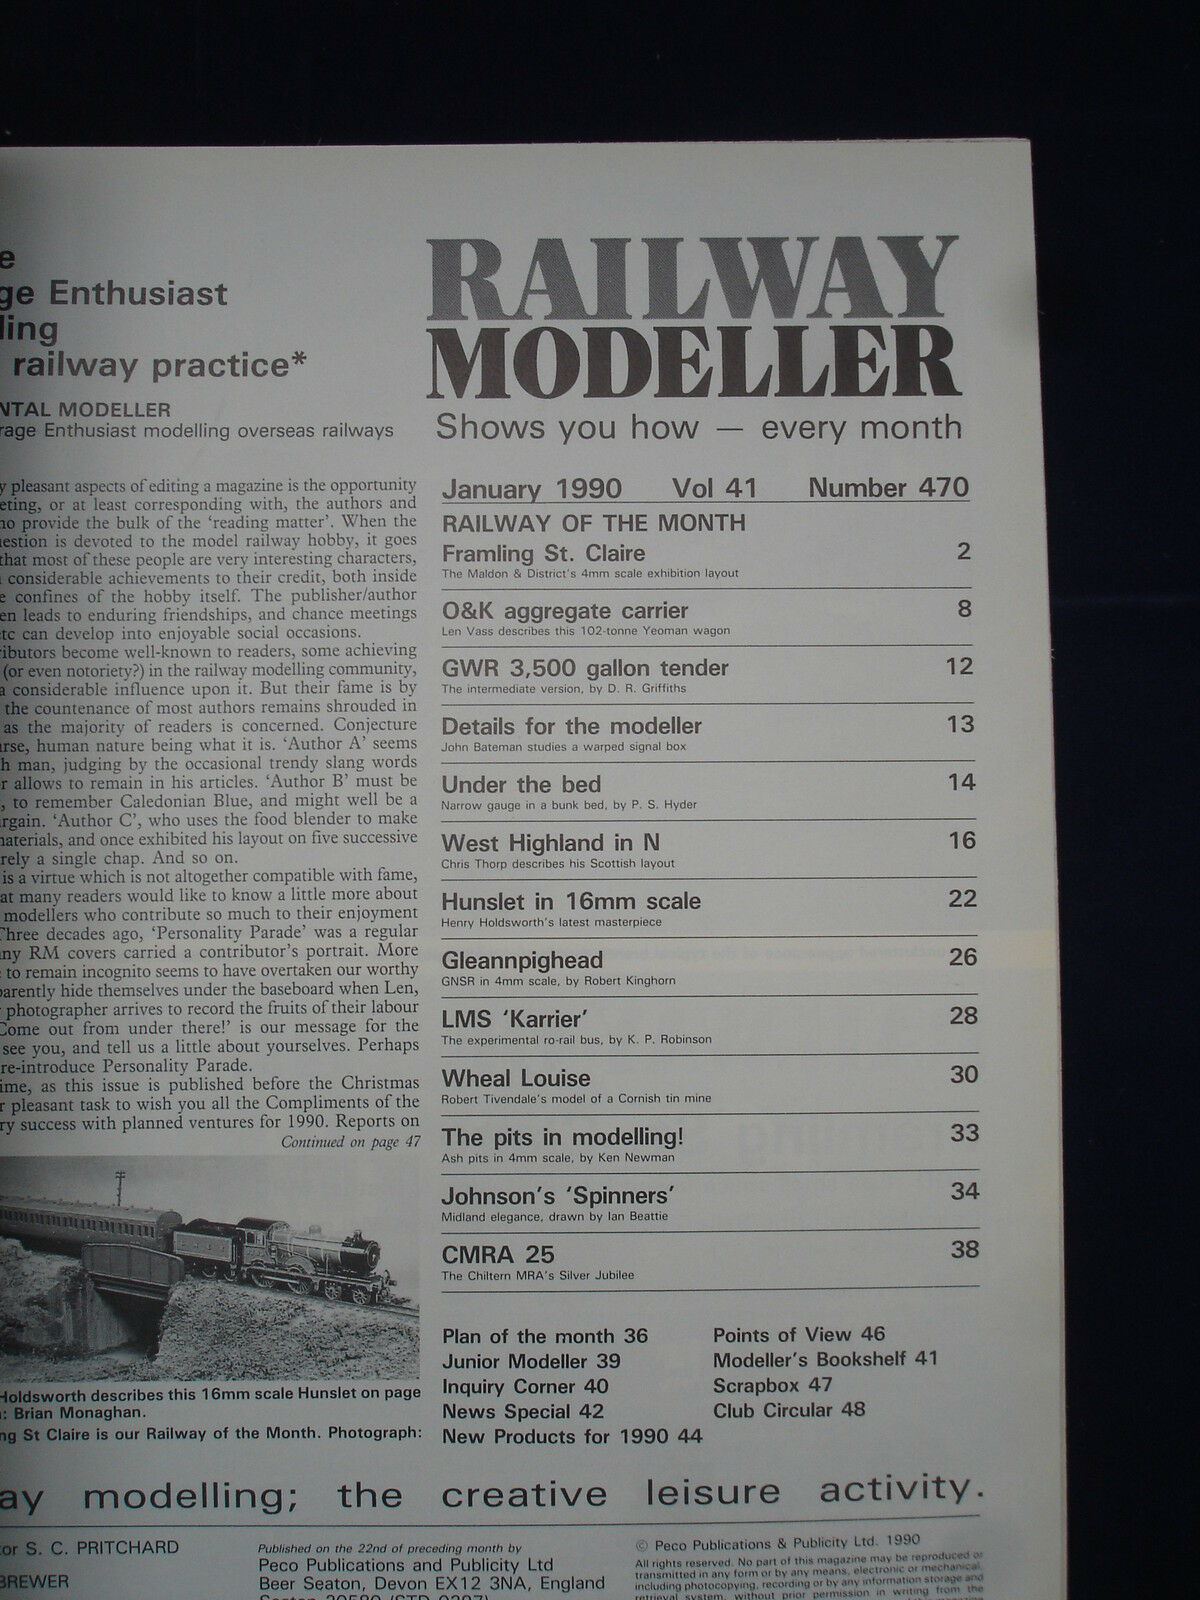 e
ge Enthusiast
ling
railway practice*
NTAL MODELLER
rage Enthusiast modelling overseas railways
y pleasant aspects of editing a magazine is the opportunity
eting, or at least corresponding with, the authors and
no provide the bulk of the ‘reading matter’. When the
uestion is devoted to the model railway hobby, it goes
that most of these people are very interesting characters,
considerable achievements to their credit, both inside
e confines of the hobby itself. The publisher/author
en leads to enduring friendships, and chance meetings
etc can develop into enjoyable social occasions.
ributors become well-known to readers, some achieving
(or even notoriety?) in the railway modelling community,
a considerable influence upon it. But their fame is by
the countenance of most authors remains shrouded in
as the majority of readers is concerned. Conjecture
urse, human nature being what it is. ‘Author A’ seems
h man, judging by the occasional trendy slang words
r allows to remain in his articles. ‘Author B’ must be
, to remember Caledonian Blue, and might well be a
rgain. ‘Author C’, who uses the food blender to make
materials, and once exhibited his layout on five successive
rely a single chap. And so on.
is a virtue which is not altogether compatible with fame,
at many readers would like to know a little more about
modellers who contribute so much to their enjoyment
Three decades ago, ‘Personality Parade’ was a regular
ny RM covers carried a contributor’s portrait. More
to remain incognito seems to have overtaken our worthy
parently hide themselves under the baseboard when Len,
photographer arrives to record the fruits of their labour
Come out from under there!’ is our message for the
see you, and tell us a little about yourselves. Perhaps
re-introduce Personality Parade.
ime, as this issue is published before the Christmas
r pleasant task to wish you all the Compliments of the
ry success with planned ventures for 1990. Reports on
Continued on page 47
Holdsworth describes this 16mm scale Hunslet on page
: Brian Monaghan.
ng St Claire is our Railway of the Month. Photograph:
RAILWAY
MODELLER
Shows you how — every month
January 1990 Vol 41 Number 470
RAILWAY OF THE MONTH
Framling St. Claire 2
The Maldon & District's 4mm scale exhibition layout
O&K aggregate carrier 8
Len Vass describes this 102-tonne Yeoman wagon
GWR 3,500 gallon tender 12
The intermediate version, by D. R. Griffiths
Details for the modeller 13
John Bateman studies a warped signal box
Under the bed 14
Narrow gauge in a bunk bed, by P. S. Hyder
West Highland in N 16
Chris Thorp describes his Scottish layout
Hunslet in 16mm scale 22
Henry Holdsworth's latest masterpiece
Gleannpighead 26
GNSR in 4mm scale, by Robert Kinghorn
LMS ‘Karrier’ 28
The experimental ro-rail bus, by K. P. Robinson
Wheal Louise 30
Robert Tivendale's model of a Cornish tin mine
The pits in modelling! 33
Ash pits in 4mm scale, by Ken Newman
Johnson's ‘Spinners’ 34
Midland elegance, drawn by Ian Beattie
CMRA 25 38
The Chiltern MRA's Silver Jubilee
Plan of the month 36
Junior Modeller 39
Inquiry Corner 40
News Special 42
New Products for 1990 44
Points of View 46
Modeller's Bookshelf 41
Scrapbox 47
Club Circular 48
ay modelling; the creative leisure activity.
tor S. C. PRITCHARD
BREWER
Published on the 22nd of preceding month by
Peco Publications and Publicity Ltd
Beer Seaton, Devon EX12 3NA, England
© Peco Publications & Publicity Ltd. 1990
All rights reserved. No part of this magazine may be reproduced or
transmitted in any form or by any means, electronic or mechanical,
including photocopying, recording or by any information storage and
retrieval system, without prior permission in writing from the